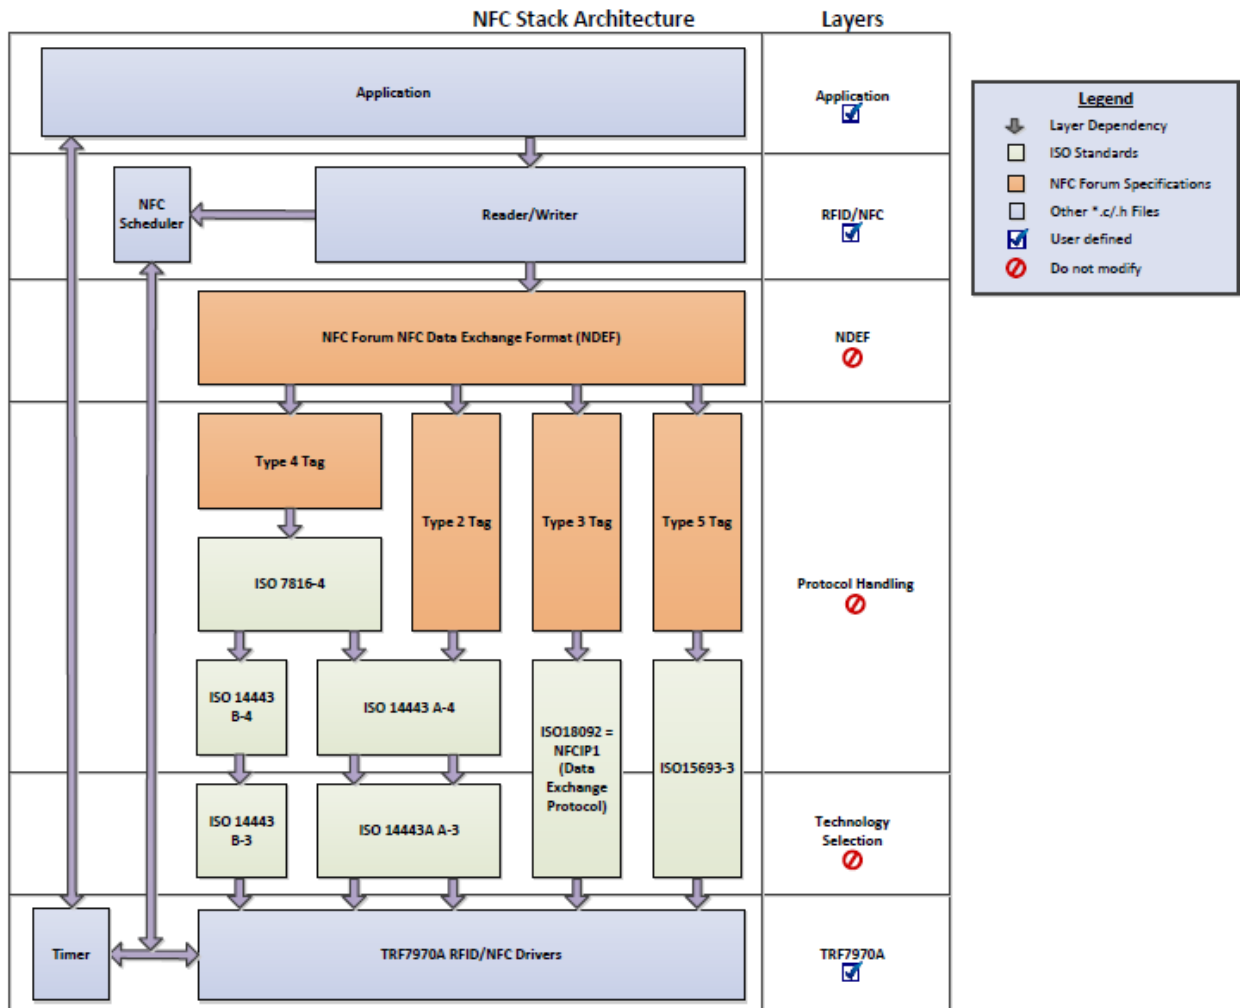 NFC Stack Architecture
Layers
Application
Application
Legend
Layer Dependency
ISO Standards
NFC Forum Specifications
Other *.c/.h Files
User defined
Do not modify
NFC
Scheduler
Reader/Writer
RFID/NFC
NFC Forum NFC Data Exchange Format (NDEF)
NDEF
Type 4 Tag
Type 2 Tag
Type 3 Tag
Type 5 Tag
ISO 7816-4
Protocol Handling
ISO 14443
B-4
ISO 14443 A-4
ISO18092 =
NFCIP1
(Data
Exchange
Protocol)
ISO15693-3
ISO 14443
B-3
ISO 14443A A-3
Technology
Selection
Timer
TRF7970A RFID/NFC Drivers
TRF7970A